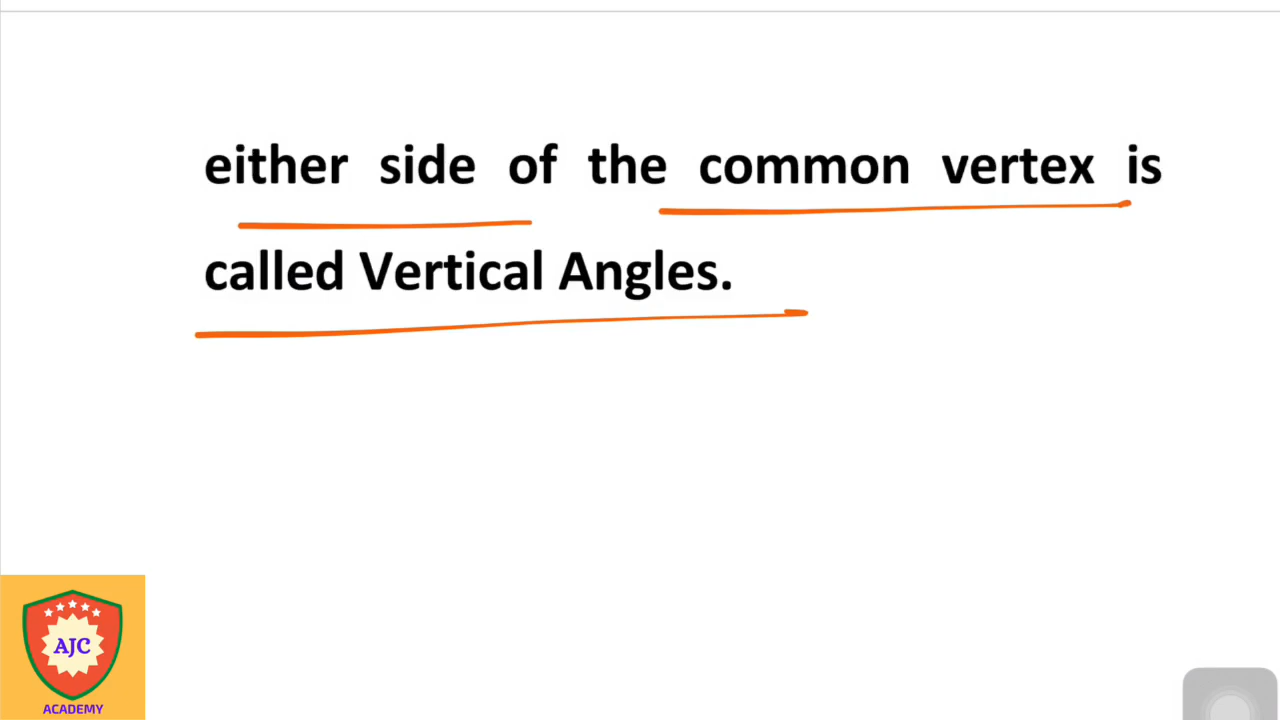 either side of the common vertex is
called Vertical Angles.
AJC
ACADEMY